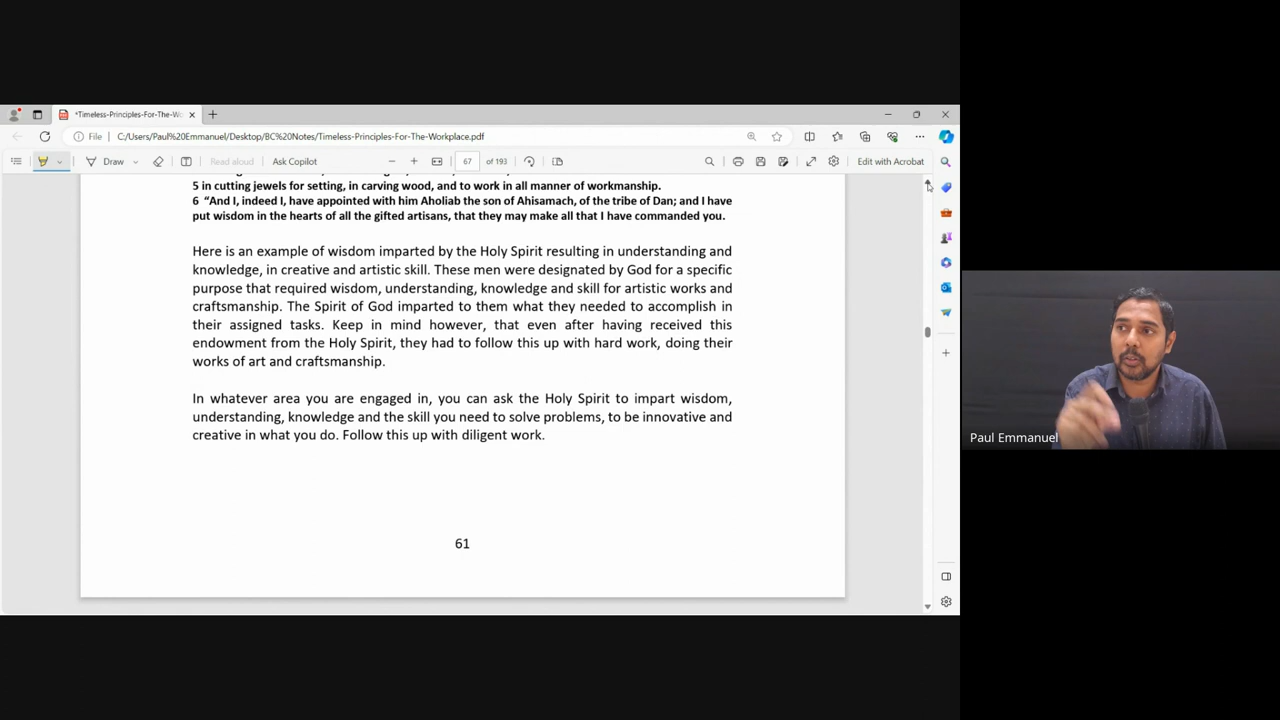 *Timeless-Principles-For-The-Wo
File
C:/Users/Paul%20Emmanuel/Desktop/BC%20Notes/Timeless-Principles-For-The-Workplace.pdf
Draw
Read aloud
Ask Copilot
67 of 193
Edit with Acrobat
5 in cutting jewels for setting, in carving wood, and to work in all manner of workmanship.
6 “And I, indeed I, have appointed with him Aholiab the son of Ahisamach, of the tribe of Dan; and I have
put wisdom in the hearts of all the gifted artisans, that they may make all that I have commanded you.
Here is an example of wisdom imparted by the Holy Spirit resulting in understanding and
knowledge, in creative and artistic skill. These men were designated by God for a specific
purpose that required wisdom, understanding, knowledge and skill for artistic works and
craftsmanship. The Spirit of God imparted to them what they needed to accomplish in
their assigned tasks. Keep in mind however, that even after having received this
endowment from the Holy Spirit, they had to follow this up with hard work, doing their
works of art and craftsmanship.
In whatever area you are engaged in, you can ask the Holy Spirit to impart wisdom,
understanding, knowledge and the skill you need to solve problems, to be innovative and
creative in what you do. Follow this up with diligent work.
61
Paul Emmanuel